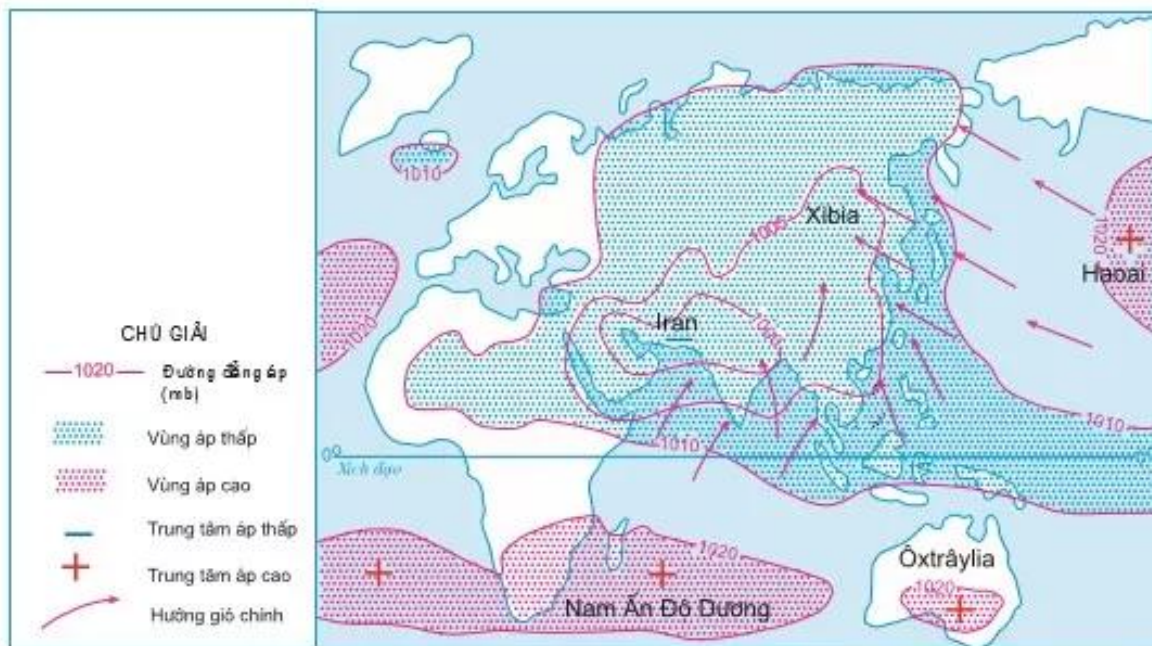 CHÚ GIẢI
1020 Đường đẳng áp
(mb)
Vùng áp thấp
Vùng áp cao
Trung tâm áp thấp
Trung tâm áp cao
Hướng gió chính
1010
1020
1005
Xibia
1020
Haoai
Iran
1000
1010
1010
0°
Xích đạo
0°
1020
Ôxtrâylia
1020
Nam Ấn Độ Dương